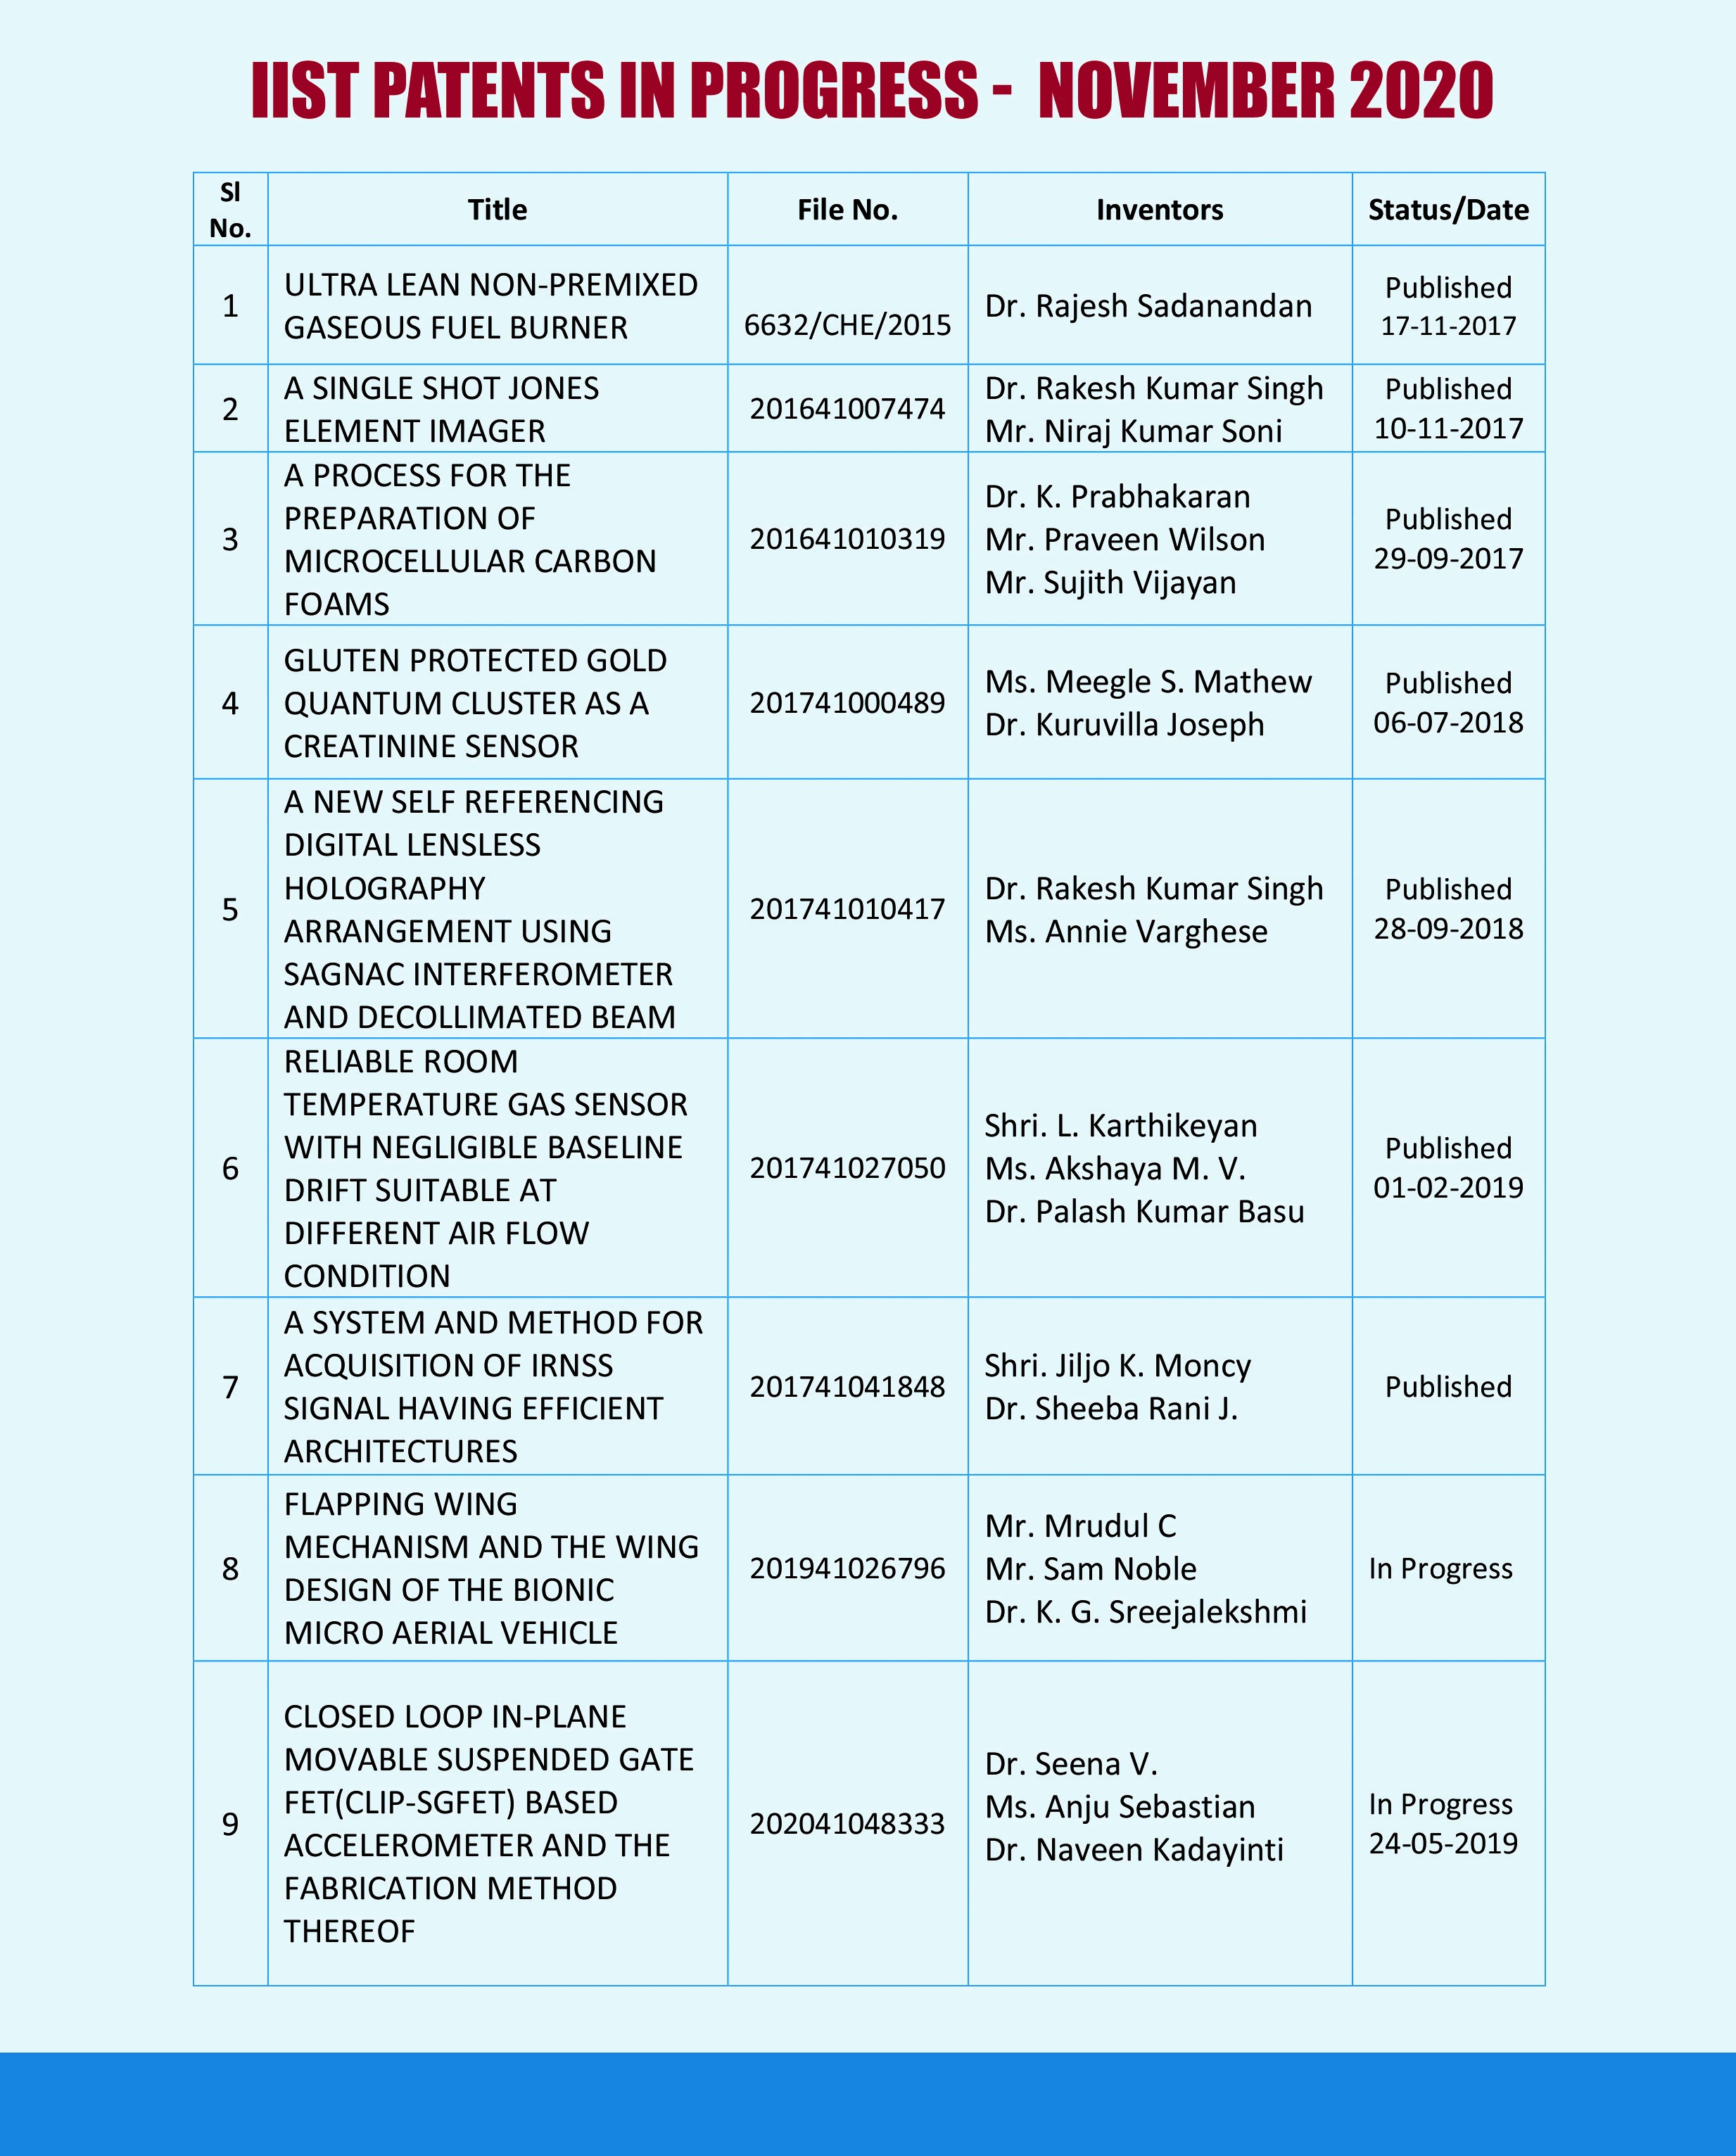 IIST PATENTS IN PROGRESS - NOVEMBER 2020
Sl
No.
Title
File No.
Inventors
Status/Date
1
ULTRA LEAN NON-PREMIXED
GASEOUS FUEL BURNER
6632/CHE/2015
Dr. Rajesh Sadanandan
Published
17-11-2017
2
A SINGLE SHOT JONES
ELEMENT IMAGER
201641007474
Dr. Rakesh Kumar Singh
Mr. Niraj Kumar Soni
Published
10-11-2017
3
A PROCESS FOR THE
PREPARATION OF
MICROCELLULAR CARBON
FOAMS
201641010319
Dr. K. Prabhakaran
Mr. Praveen Wilson
Mr. Sujith Vijayan
Published
29-09-2017
4
GLUTEN PROTECTED GOLD
QUANTUM CLUSTER AS A
CREATININE SENSOR
201741000489
Ms. Meegle S. Mathew
Dr. Kuruvilla Joseph
Published
06-07-2018
5
A NEW SELF REFERENCING
DIGITAL LENSLESS
HOLOGRAPHY
ARRANGEMENT USING
SAGNAC INTERFEROMETER
AND DECOLLIMATED BEAM
201741010417
Dr. Rakesh Kumar Singh
Ms. Annie Varghese
Published
28-09-2018
6
RELIABLE ROOM
TEMPERATURE GAS SENSOR
WITH NEGLIGIBLE BASELINE
DRIFT SUITABLE AT
DIFFERENT AIR FLOW
CONDITION
201741027050
Shri. L. Karthikeyan
Ms. Akshaya M. V.
Dr. Palash Kumar Basu
Published
01-02-2019
7
A SYSTEM AND METHOD FOR
ACQUISITION OF IRNSS
SIGNAL HAVING EFFICIENT
ARCHITECTURES
201741041848
Shri. Jiljo K. Moncy
Dr. Sheeba Rani J.
Published
8
FLAPPING WING
MECHANISM AND THE WING
DESIGN OF THE BIONIC
MICRO AERIAL VEHICLE
201941026796
Mr. Mrudul C
Mr. Sam Noble
Dr. K. G. Sreejalekshmi
In Progress
9
CLOSED LOOP IN-PLANE
MOVABLE SUSPENDED GATE
FET(CLIP-SGFET) BASED
ACCELEROMETER AND THE
FABRICATION METHOD
THEREOF
202041048333
Dr. Seena V.
Ms. Anju Sebastian
Dr. Naveen Kadayinti
In Progress
24-05-2019